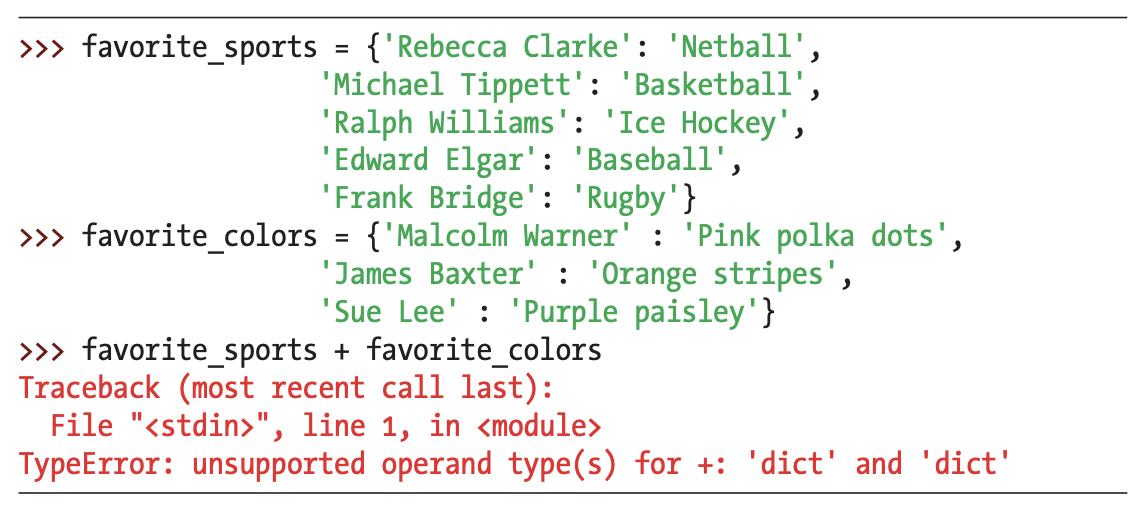 >>> favorite_sports = {'Rebecca Clarke': 'Netball',
                   'Michael Tippett': 'Basketball',
                   'Ralph Williams': 'Ice Hockey',
                   'Edward Elgar': 'Baseball',
                   'Frank Bridge': 'Rugby'}
>>> favorite_colors = {'Malcolm Warner' : 'Pink polka dots',
                   'James Baxter' : 'Orange stripes',
                   'Sue Lee' : 'Purple paisley'}
>>> favorite_sports + favorite_colors
Traceback (most recent call last):
  File "<stdin>", line 1, in <module>
TypeError: unsupported operand type(s) for +: 'dict' and 'dict'